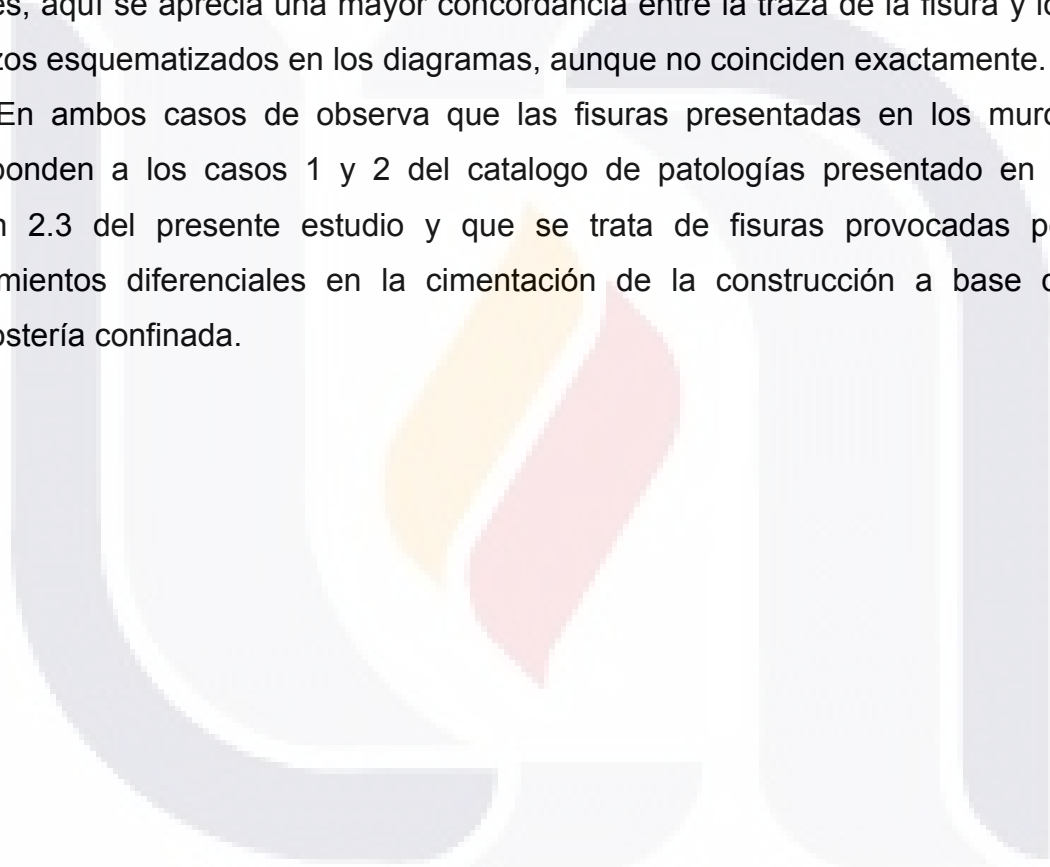 es, aquí se aprecia una mayor concordancia entre la traza de la fisura y lo
zos esquematizados en los diagramas, aunque no coinciden exactamente.
En ambos casos de observa que las fisuras presentadas en los muro
ponden a los casos 1 y 2 del catalogo de patologías presentado en
n 2.3 del presente estudio y que se trata de fisuras provocadas po
mientos diferenciales en la cimentación de la construcción a base d
ostería confinada.